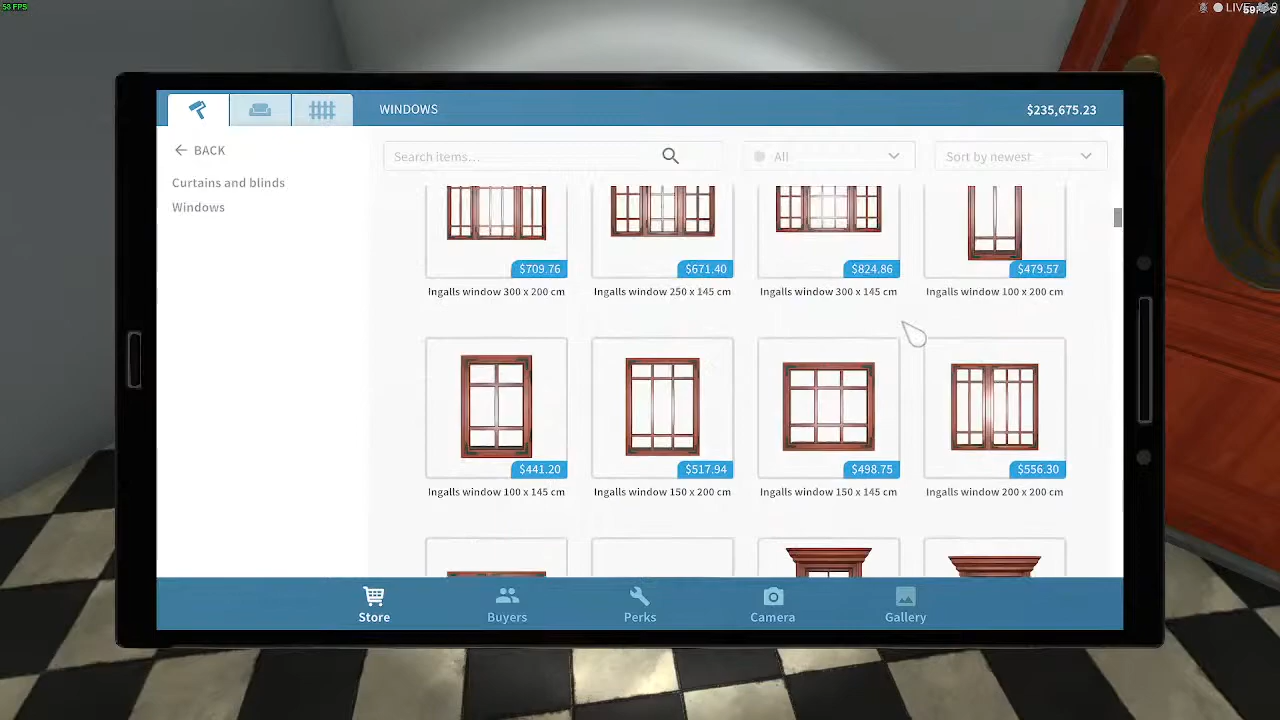 58 FPS
LIVE
WINDOWS
$235,675.23
BACK
Search items...
All
Sort by newest
Curtains and blinds
Windows
$709.76
$671.40
$824.86
$479.57
Ingalls window 300 x 200 cm
Ingalls window 250 x 145 cm
Ingalls window 300 x 145 cm
Ingalls window 100 x 200 cm
$441.20
$517.94
$498.75
$556.30
Ingalls window 100 x 145 cm
Ingalls window 150 x 200 cm
Ingalls window 150 x 145 cm
Ingalls window 200 x 200 cm
Store
Buyers
Perks
Camera
Gallery